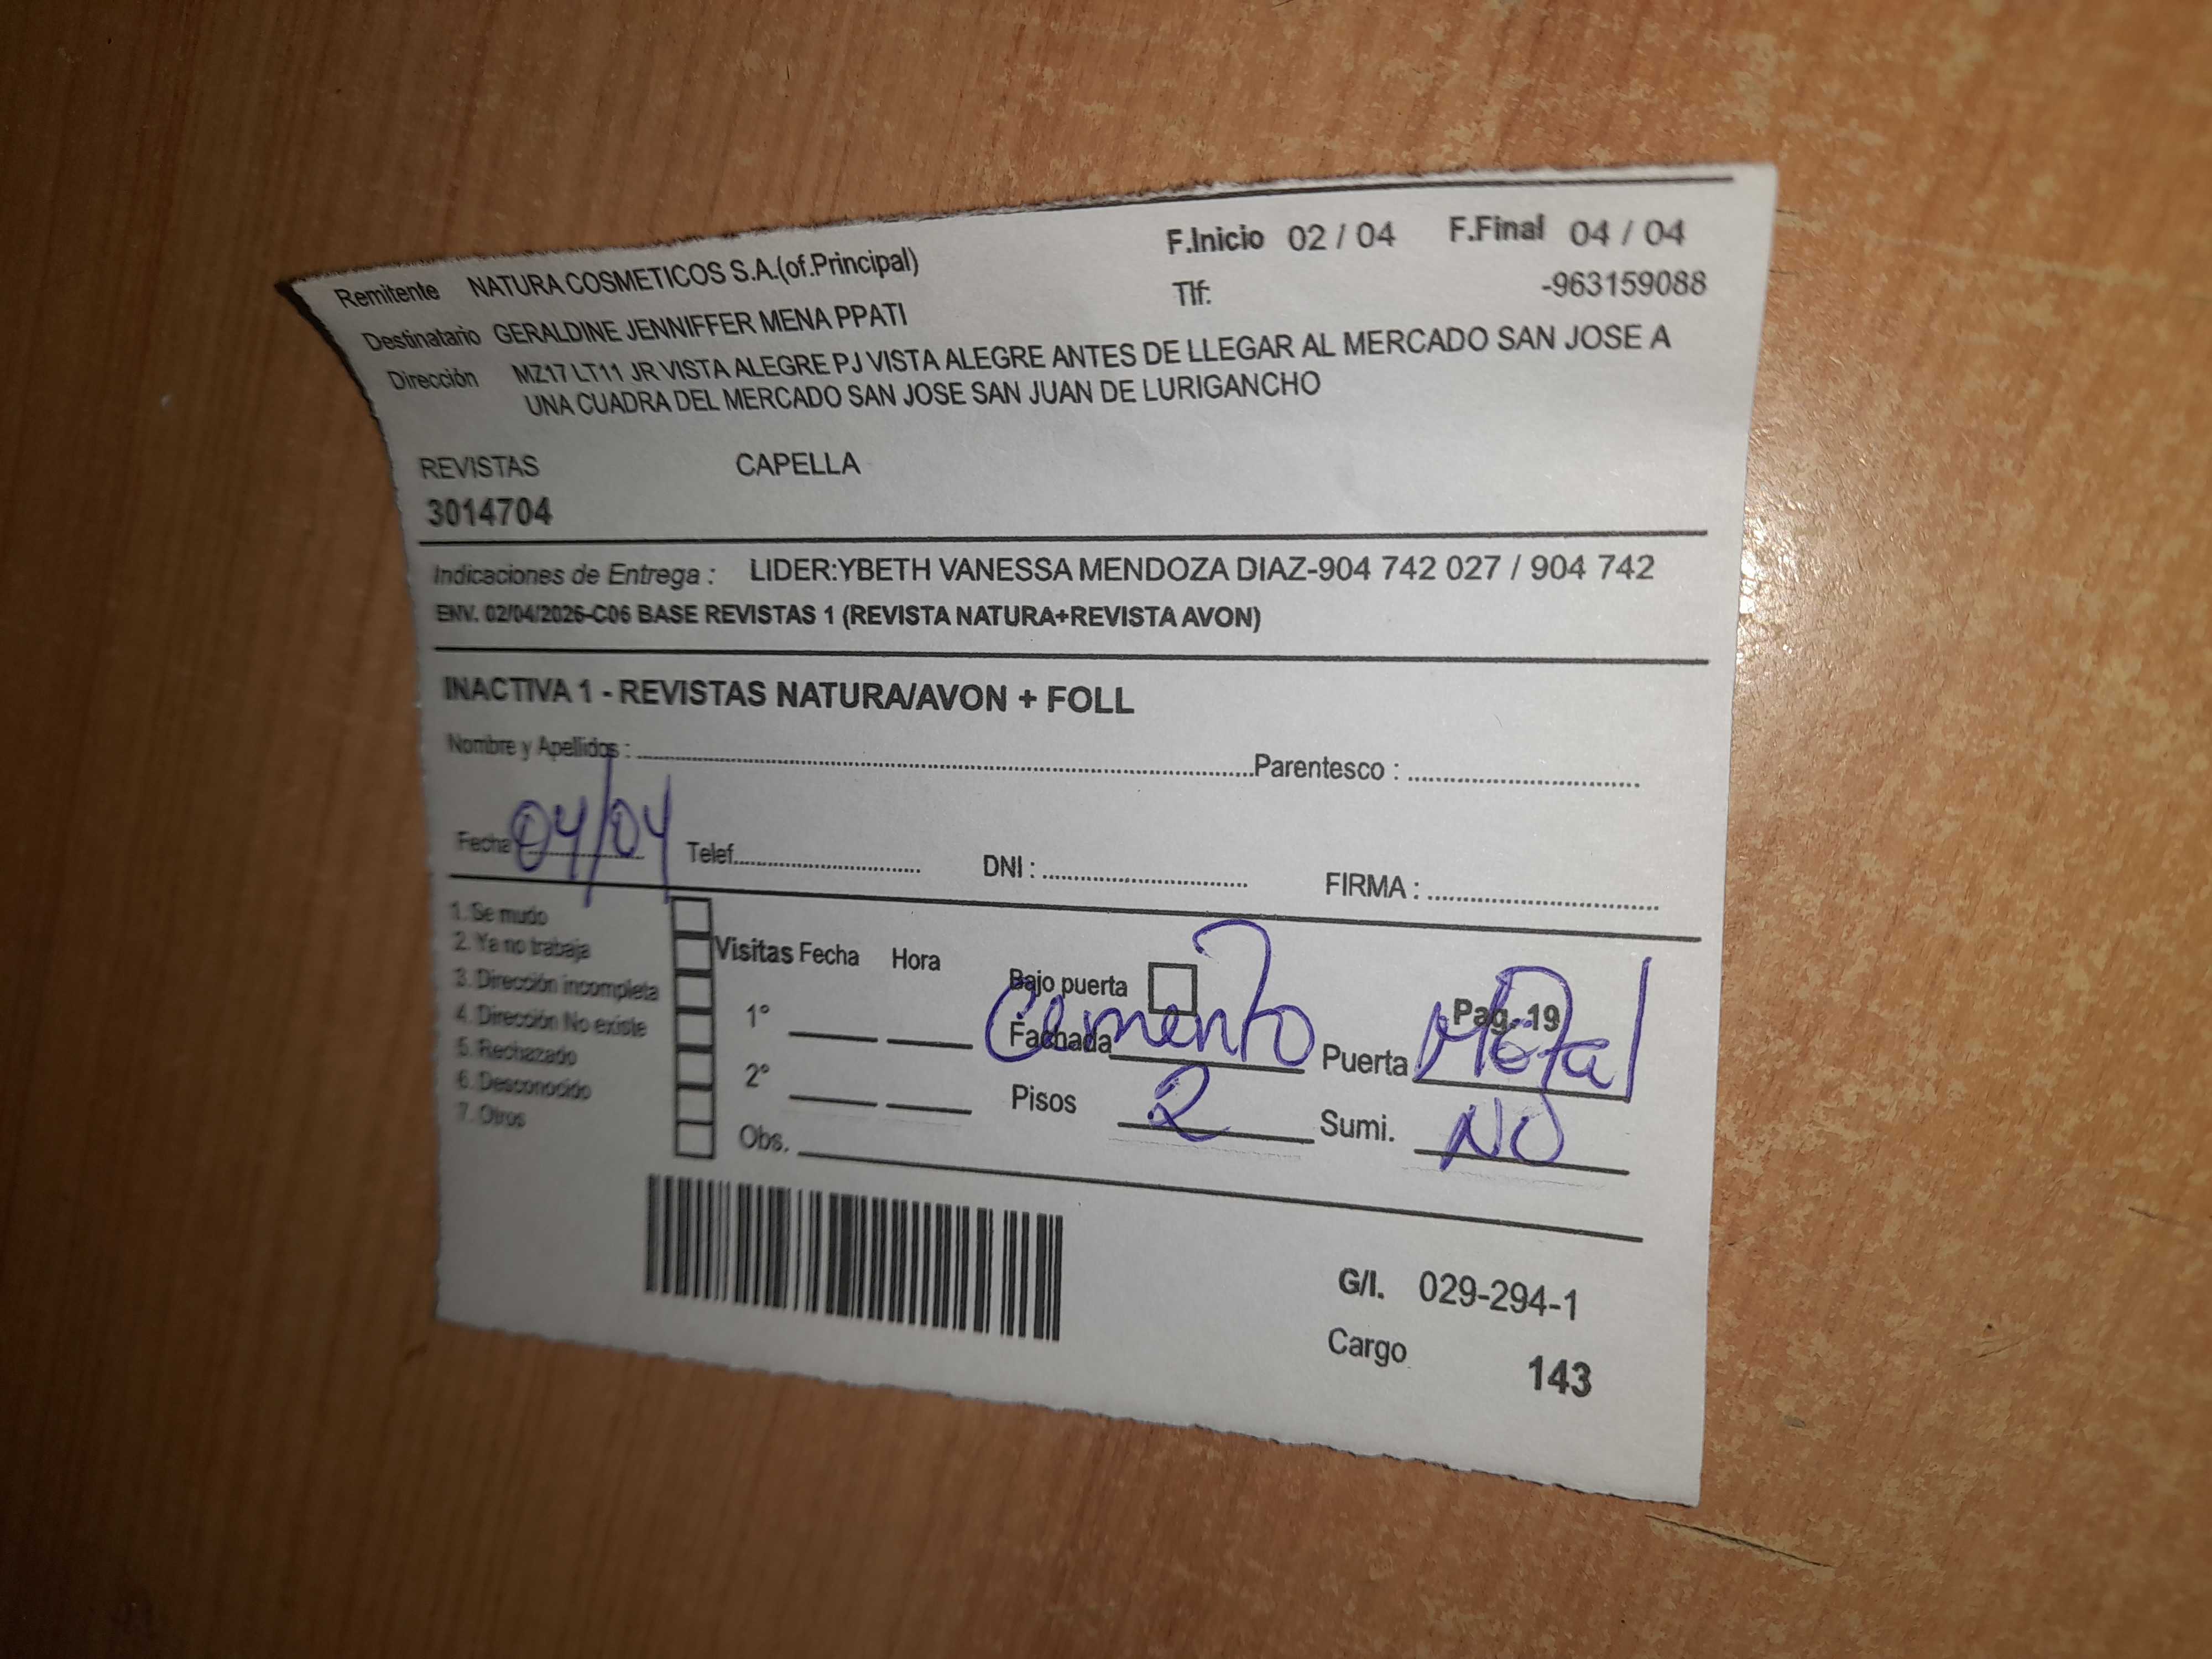 Remitente NATURA COSMETICOS S.A.(of.Principal) F.Inicio 02 / 04 F.Final 04 / 04
Destinatario GERALDINE JENNIFFER MENA PPATI Tlf: -963159088
Dirección MZ17 LT11 JR VISTA ALEGRE PJ VISTA ALEGRE ANTES DE LLEGAR AL MERCADO SAN JOSE A
UNA CUADRA DEL MERCADO SAN JOSE SAN JUAN DE LURIGANCHO
REVISTAS CAPELLA
3014704
Indicaciones de Entrega : LIDER:YBETH VANESSA MENDOZA DIAZ-904 742 027 / 904 742
ENV. 02/04/2026-C06 BASE REVISTAS 1 (REVISTA NATURA+REVISTA AVON)
INACTIVA 1 - REVISTAS NATURA/AVON + FOLL
Nombre y Apellidos : Parentesco :
Fecha 04/04 Telef. DNI : FIRMA :
1. Se mudo
2. Ya no trabaja
3. Dirección incompleta
4. Dirección No existe
5. Rechazado
6. Desconocido
7. Otros
Visitas Fecha Hora
1°
2°
Obs.
Bajo puerta Pag. 19
Fachada Cemento Puerta Metal
Pisos 2 Sumi. NO
G/I. 029-294-1
Cargo 143